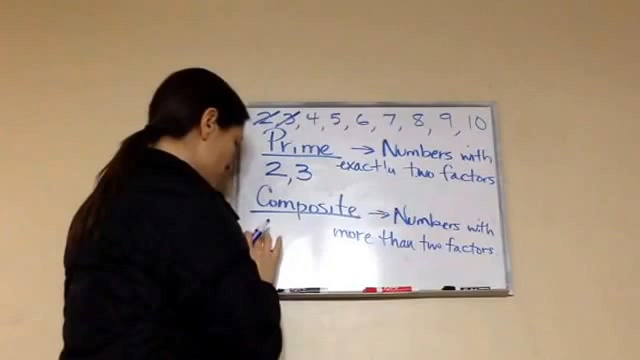 2, 3, 4, 5, 6, 7, 8, 9, 10
Prime → Numbers with
2, 3 exactly two factors
Composite → Numbers with
more than two factors